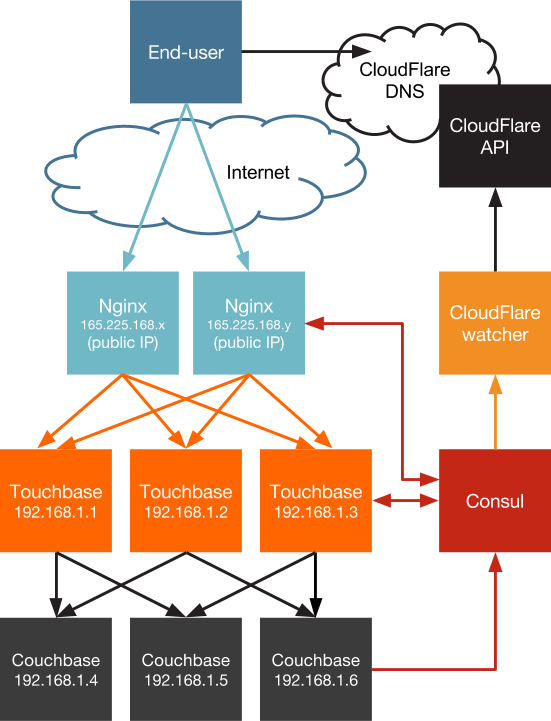 End-user
CloudFlare
DNS
CloudFlare
API
Internet
Nginx
165.225.168.x
(public IP)
Nginx
165.225.168.y
(public IP)
CloudFlare
watcher
Touchbase
192.168.1.1
Touchbase
192.168.1.2
Touchbase
192.168.1.3
Consul
Couchbase
192.168.1.4
Couchbase
192.168.1.5
Couchbase
192.168.1.6